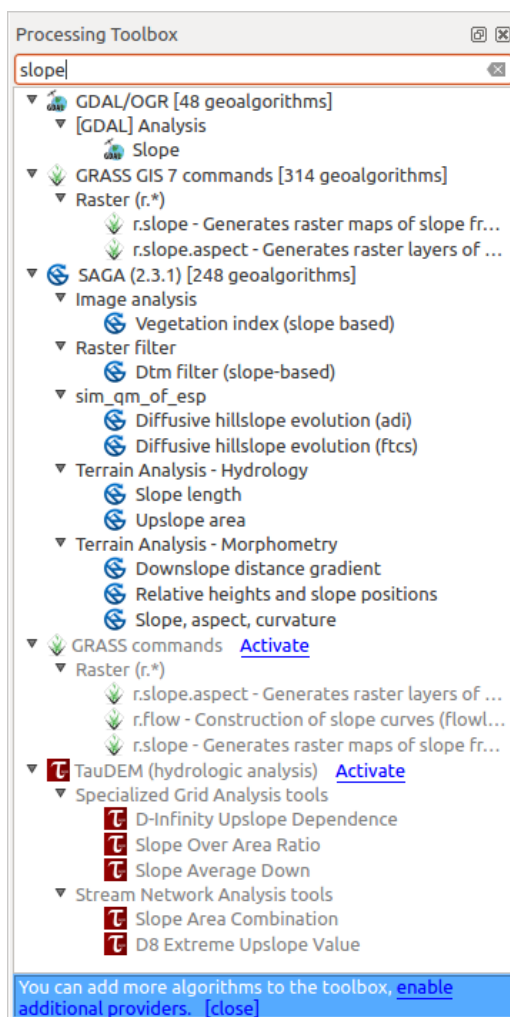 Processing Toolbox
slope
GDAL/OGR [48 geoalgorithms]
[GDAL] Analysis
Slope
GRASS GIS 7 commands [314 geoalgorithms]
Raster (r.*)
r.slope - Generates raster maps of slope fr...
r.slope.aspect - Generates raster layers of ...
SAGA (2.3.1) [248 geoalgorithms]
Image analysis
Vegetation index (slope based)
Raster filter
Dtm filter (slope-based)
sim_qm_of_esp
Diffusive hillslope evolution (adi)
Diffusive hillslope evolution (ftcs)
Terrain Analysis - Hydrology
Slope length
Upslope area
Terrain Analysis - Morphometry
Downslope distance gradient
Relative heights and slope positions
Slope, aspect, curvature
GRASS commands Activate
Raster (r.*)
r.slope.aspect - Generates raster layers of ...
r.flow - Construction of slope curves (flowl...
r.slope - Generates raster maps of slope fr...
TauDEM (hydrologic analysis) Activate
Specialized Grid Analysis tools
D-Infinity Upslope Dependence
Slope Over Area Ratio
Slope Average Down
Stream Network Analysis tools
Slope Area Combination
D8 Extreme Upslope Value
You can add more algorithms to the toolbox, enable
additional providers. [close]